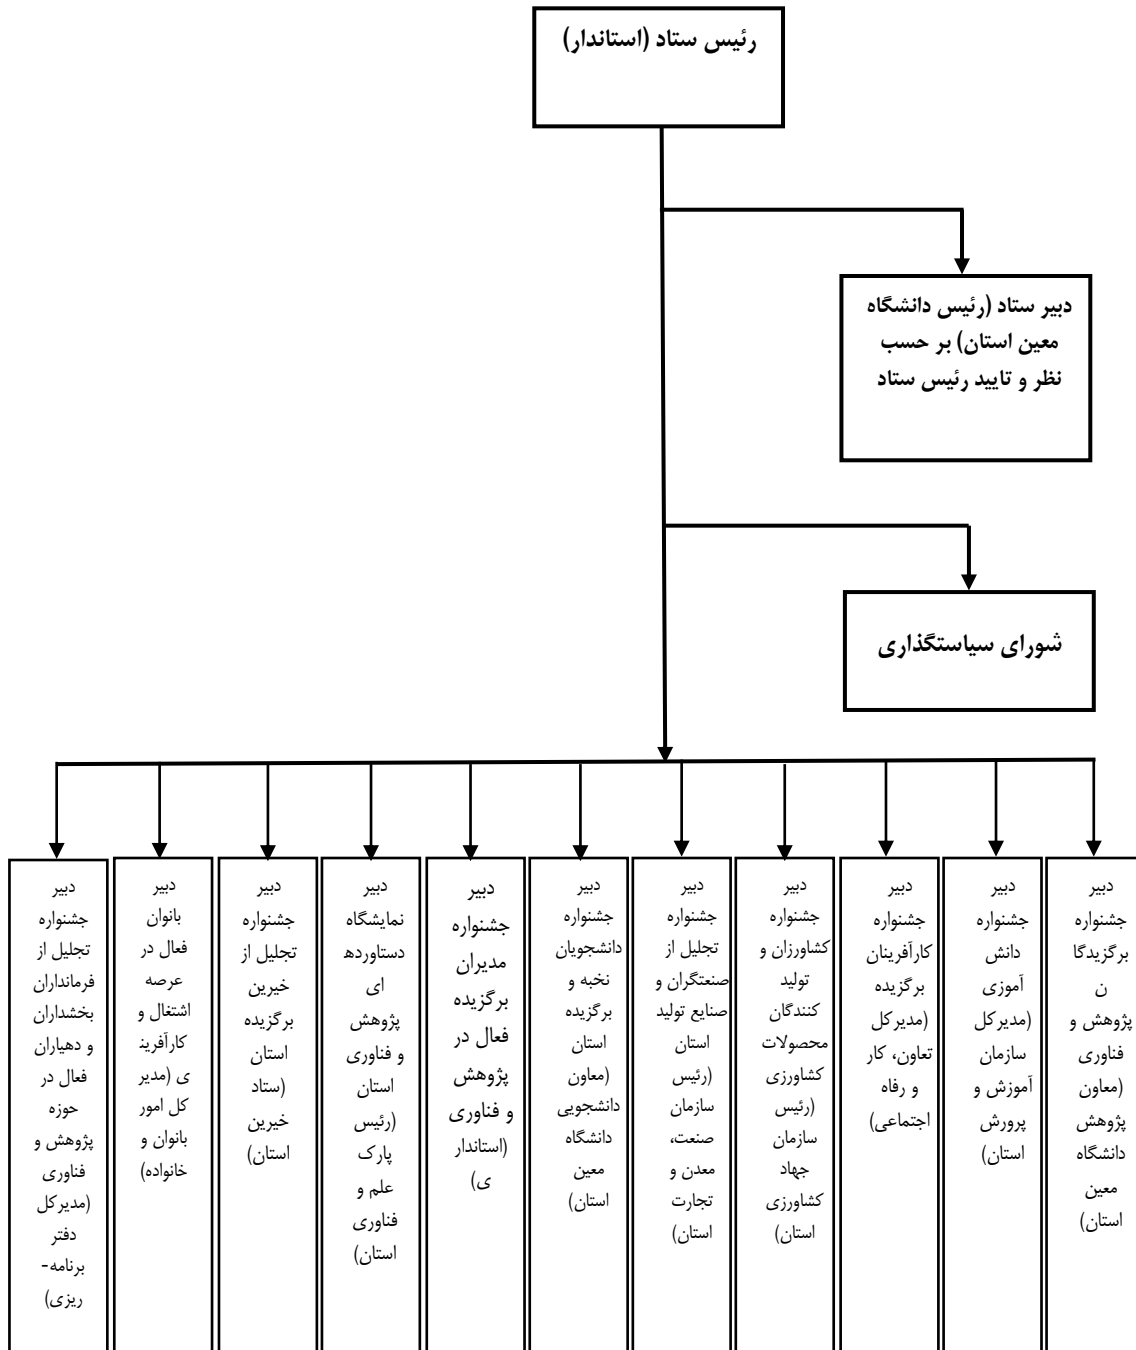 رئیس ستاد (استاندار)
دبیر ستاد (رئیس دانشگاه
معین استان) بر حسب
نظر و تایید رئیس ستاد
شورای سیاستگذاری
دبیر
جشنواره
برگزیدگا
ن
پژوهش و
فناوری
(معاون
پژوهش
دانشگاه
معین
استان)
دبیر
جشنواره
دانش
آموزی
(مدیرکل
سازمان
آموزش و
پرورش
استان)
دبیر
جشنواره
کارآفرینان
برگزیده
(مدیرکل
تعاون، کار
و رفاه
اجتماعی)
دبیر
جشنواره
کشاورزان و
تولید
کنندگان
محصولات
کشاورزی
(رئیس
سازمان
جهاد
کشاورزی
استان)
دبیر
جشنواره
تجلیل از
صنعتگران و
صنایع تولید
استان
(رئیس
سازمان
صنعت،
معدن و
تجارت
استان)
دبیر
جشنواره
دانشجویان
نخبه و
برگزیده
استان
(معاون
دانشجویی
دانشگاه
معین
استان)
دبیر
جشنواره
مدیران
برگزیده
فعال در
پژوهش
و فناوری
(استاندار
ی)
دبیر
نمایشگاه
دستاورده
ای
پژوهش
و فناوری
استان
(رئیس
پارک
علم و
فناوری
استان)
دبیر
جشنواره
تجلیل از
خیرین
برگزیده
استان
(ستاد
خیرین
استان)
دبیر
بانوان
فعال در
عرصه
اشتغال و
کارآفرین
ی (مدیر
کل امور
بانوان و
خانواده)
دبیر
جشنواره
تجلیل از
فرمانداران
بخشداران
و دهیاران
فعال در
حوزه
پژوهش و
فناوری
(مدیرکل
دفتر
برنامه-
ریزی)